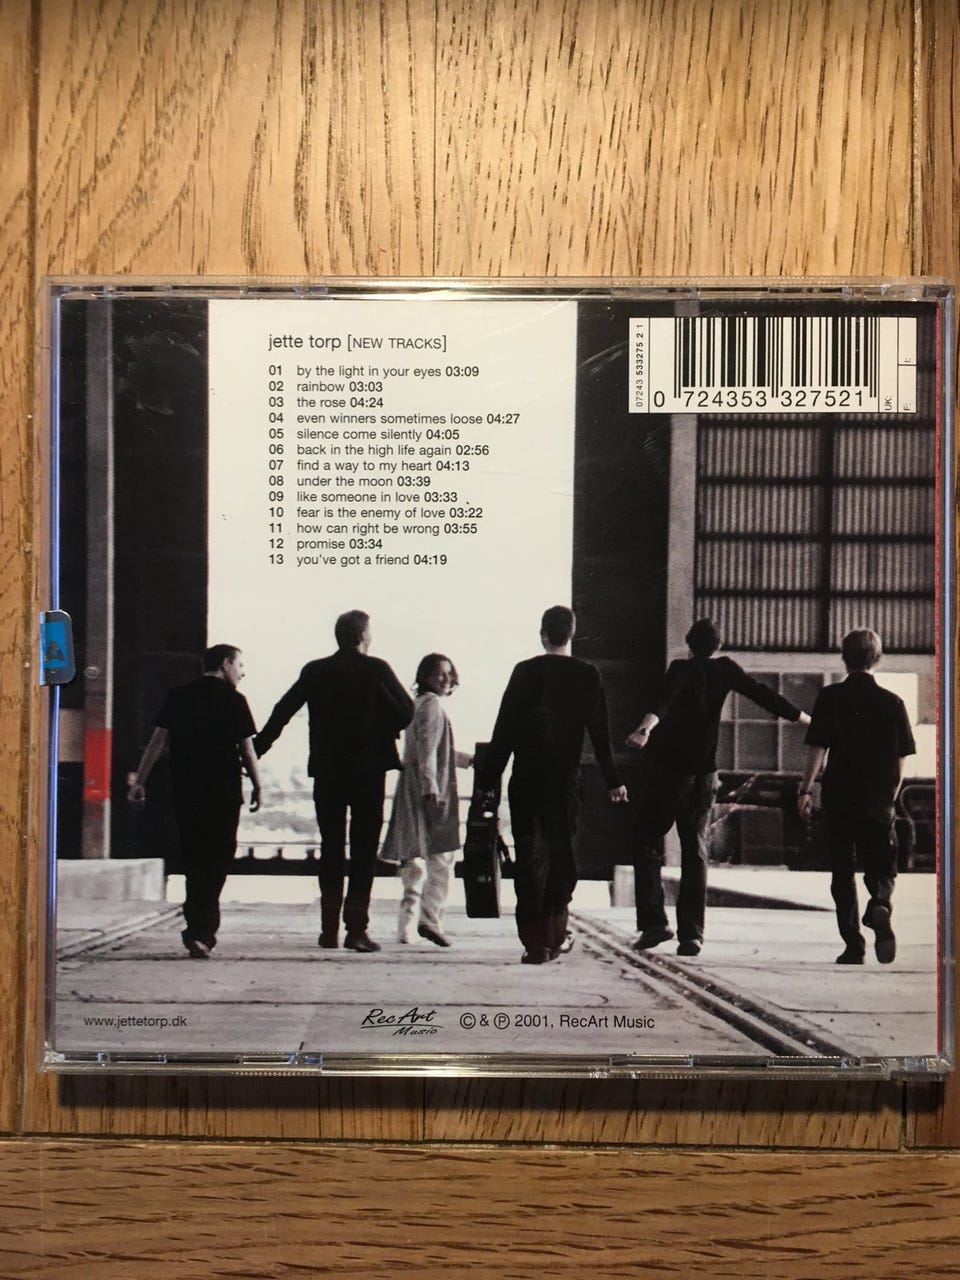 jette torp [NEW TRACKS]
01 by the light in your eyes 03:09
02 rainbow 03:03
03 the rose 04:24
04 even winners sometimes loose 04:27
05 silence come silently 04:05
06 back in the high life again 02:56
07 find a way to my heart 04:13
08 under the moon 03:39
09 like someone in love 03:33
10 fear is the enemy of love 03:22
11 how can right be wrong 03:55
12 promise 03:34
13 you've got a friend 04:19
07243 533275 2 1
0 724353 327521
UK:
F:
I:
www.jettetorp.dk
RecArt
Music
© & ℗ 2001, RecArt Music